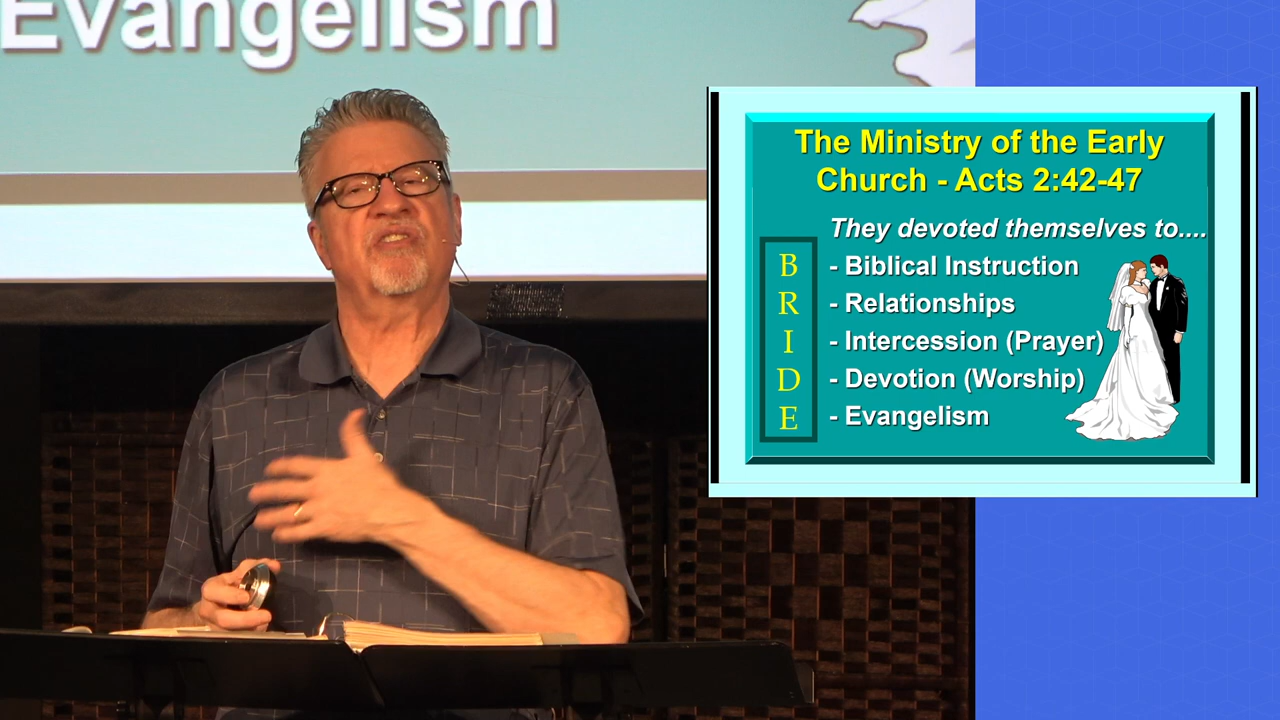 Evangelism
The Ministry of the Early
Church - Acts 2:42-47
They devoted themselves to....
B - Biblical Instruction
R - Relationships
I - Intercession (Prayer)
D - Devotion (Worship)
E - Evangelism